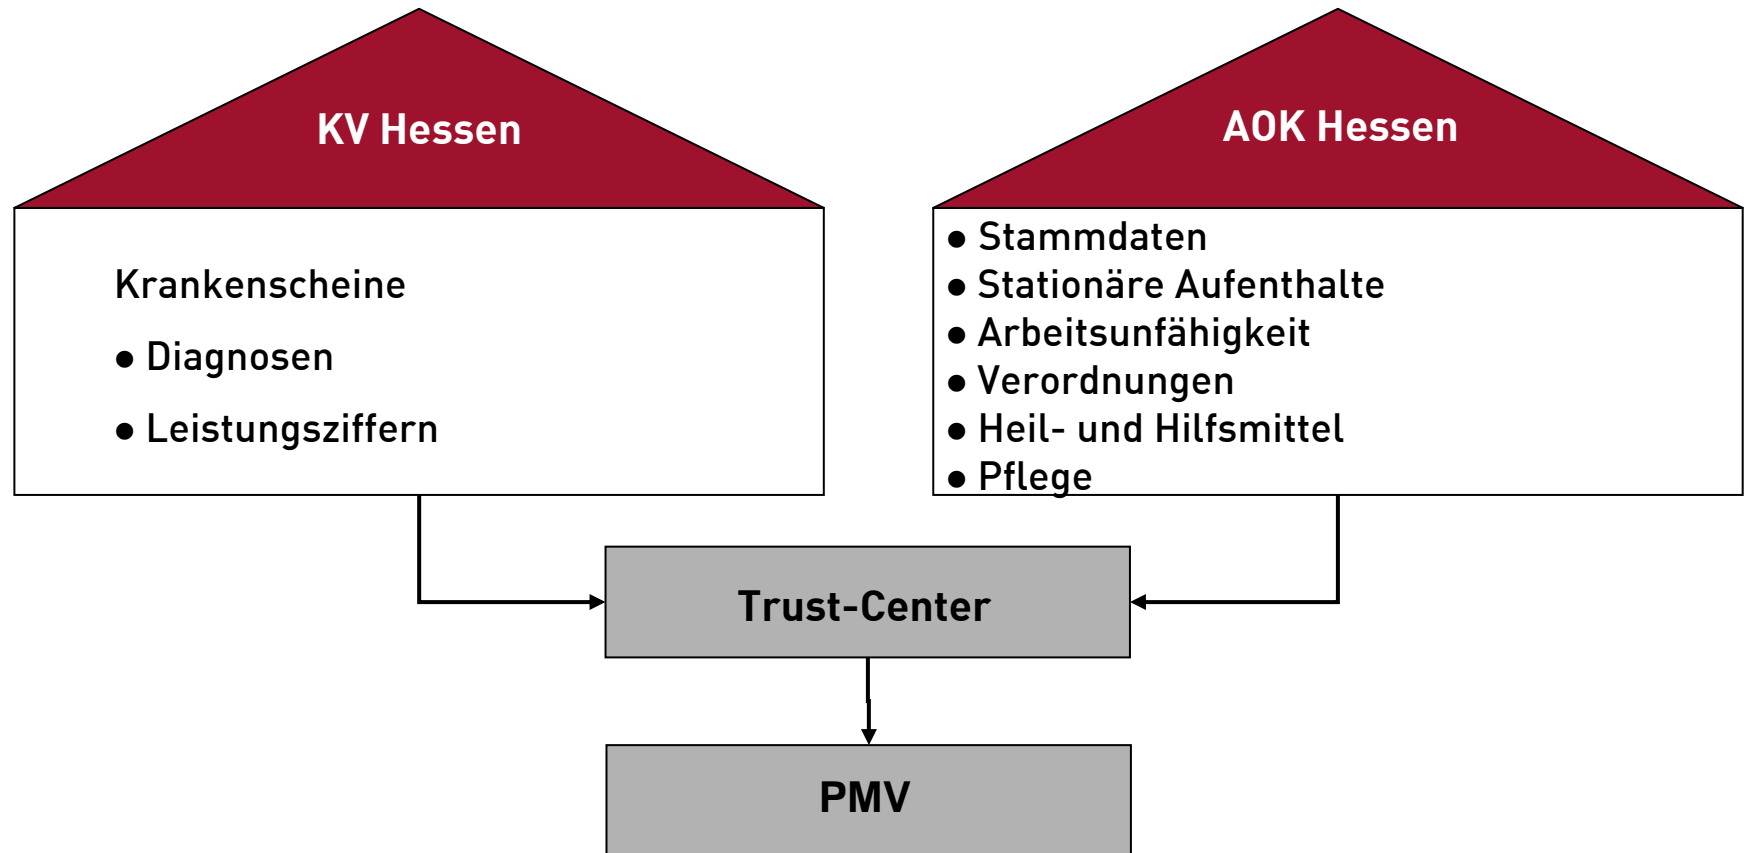 KV Hessen
Krankenscheine
● Diagnosen
● Leistungsziffern
AOK Hessen
● Stammdaten
● Stationäre Aufenthalte
● Arbeitsunfähigkeit
● Verordnungen
● Heil- und Hilfsmittel
● Pflege
Trust-Center
PMV